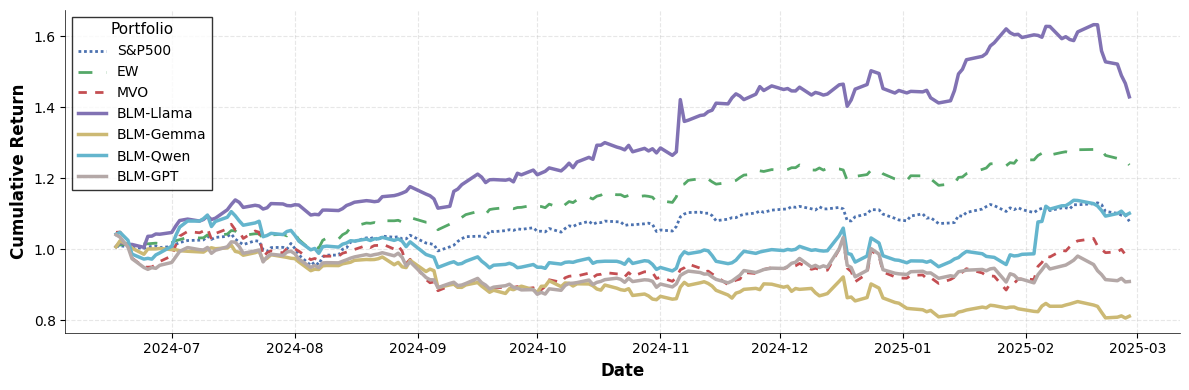 Portfolio
S&P500
EW
MVO
BLM-Llama
BLM-Gemma
BLM-Qwen
BLM-GPT
Cumulative Return
1.6
1.4
1.2
1.0
0.8
2024-07 2024-08 2024-09 2024-10 2024-11 2024-12 2025-01 2025-02 2025-03
Date